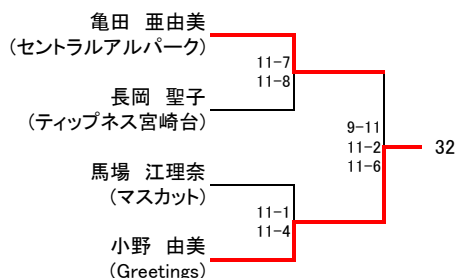 亀田　亜由美
(セントラルアルパーク)
11-7
11-8
長岡　聖子
(ティップネス宮崎台)
9-11
11-2
11-6
32
馬場　江理奈
(マスカット)
11-1
11-4
小野　由美
(Greetings)